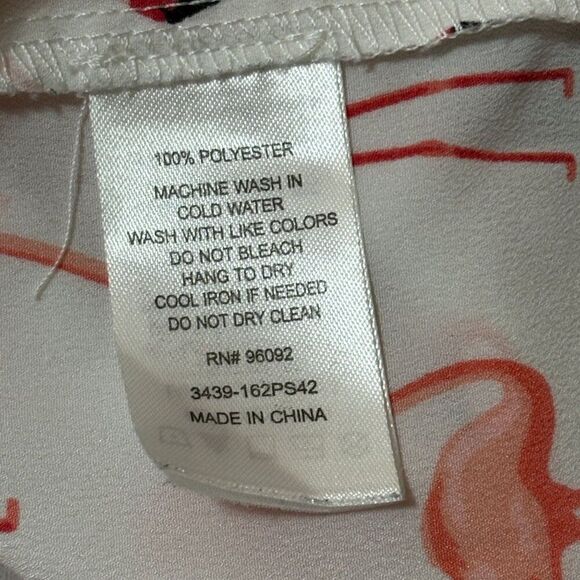 100% POLYESTER
MACHINE WASH IN
COLD WATER
WASH WITH LIKE COLORS
DO NOT BLEACH
HANG TO DRY
COOL IRON IF NEEDED
DO NOT DRY CLEAN
RN# 96092
3439-162PS42
MADE IN CHINA